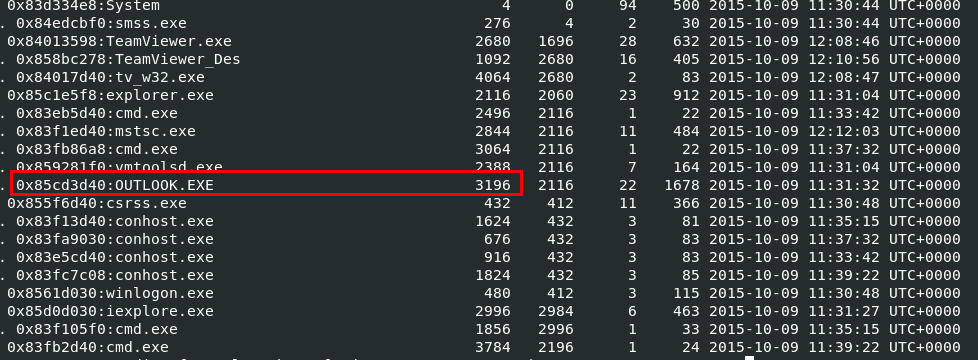 0x83d334e8:System 4 0 94 500 2015-10-09 11:30:44 UTC+0000
. 0x84edcbf0:smss.exe 276 4 2 30 2015-10-09 11:30:44 UTC+0000
0x84013598:TeamViewer.exe 2680 1696 28 632 2015-10-09 12:08:46 UTC+0000
. 0x858bc278:TeamViewer_Des 1092 2680 16 405 2015-10-09 12:10:56 UTC+0000
. 0x84017d40:tv_w32.exe 4064 2680 2 83 2015-10-09 12:08:47 UTC+0000
0x85c1e5f8:explorer.exe 2116 2060 23 912 2015-10-09 11:31:04 UTC+0000
. 0x83eb5d40:cmd.exe 2496 2116 1 22 2015-10-09 11:33:42 UTC+0000
. 0x83f1ed40:mstsc.exe 2844 2116 11 484 2015-10-09 12:12:03 UTC+0000
. 0x83fb86a8:cmd.exe 3064 2116 1 22 2015-10-09 11:37:32 UTC+0000
. 0x859281f0:vmtoolsd.exe 2388 2116 7 164 2015-10-09 11:31:04 UTC+0000
. 0x85cd3d40:OUTLOOK.EXE 3196 2116 22 1678 2015-10-09 11:31:32 UTC+0000
0x855f6d40:csrss.exe 432 412 11 366 2015-10-09 11:30:48 UTC+0000
. 0x83f13d40:conhost.exe 1624 432 3 81 2015-10-09 11:35:15 UTC+0000
. 0x83fa9030:conhost.exe 676 432 3 83 2015-10-09 11:37:32 UTC+0000
. 0x83e5cd40:conhost.exe 916 432 3 83 2015-10-09 11:33:42 UTC+0000
. 0x83fc7c08:conhost.exe 1824 432 3 85 2015-10-09 11:39:22 UTC+0000
0x8561d030:winlogon.exe 480 412 3 115 2015-10-09 11:30:48 UTC+0000
0x85d0d030:iexplore.exe 2996 2984 6 463 2015-10-09 11:31:27 UTC+0000
. 0x83f105f0:cmd.exe 1856 2996 1 33 2015-10-09 11:35:15 UTC+0000
0x83fb2d40:cmd.exe 3784 2196 1 24 2015-10-09 11:39:22 UTC+0000